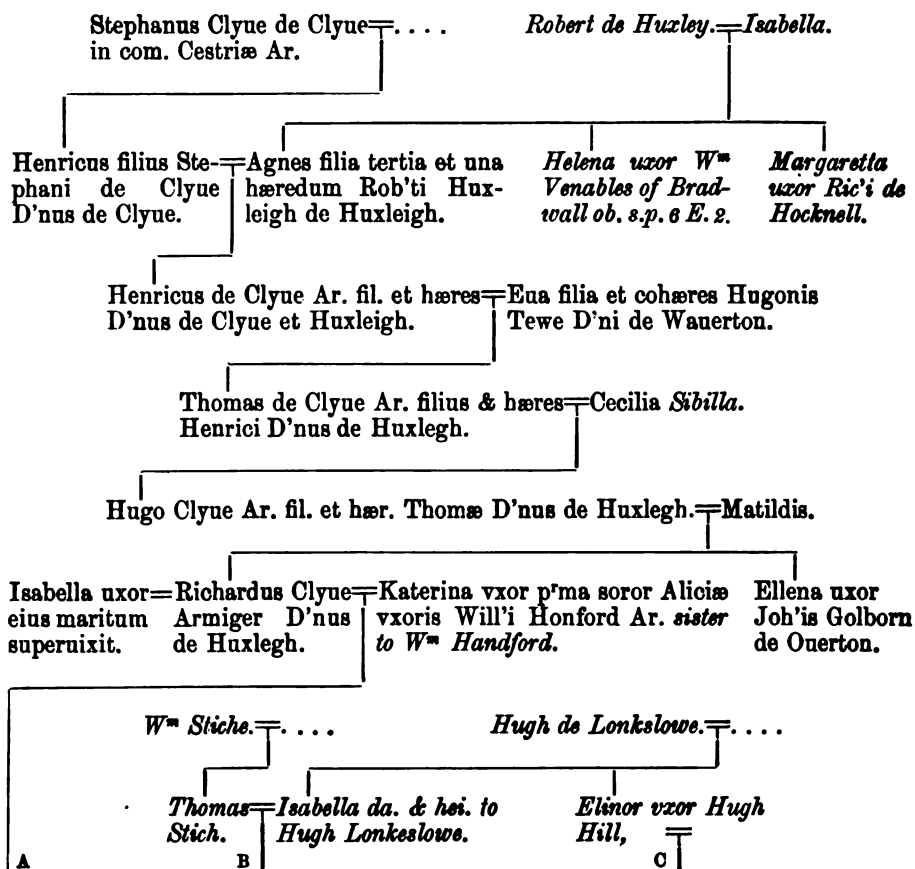 Stephanus Clyue de Clyue=. . . .
in com. Cestriæ Ar.
Robert de Huxley.=Isabella.
Henricus filius Ste-
phani de Clyue
D'nus de Clyue.
=Agnes filia tertia et una
hæredum Rob'ti Hux-
leigh de Huxleigh.
Helena uxor Wm
Venables of Brad-
wall ob. s.p. 6 E. 2.
Margaretta
uxor Ric'i de
Hocknell.
Henricus de Clyue Ar. fil. et hæres=Eua filia et cohæres Hugonis
D'nus de Clyue et Huxleigh. Tewe D'ni de Wauerton.
Thomas de Clyue Ar. filius & hæres=Cecilia Sibilla.
Henrici D'nus de Huxlegh.
Hugo Clyue Ar. fil. et hær. Thomæ D'nus de Huxlegh.=Matildis.
Isabella uxor
eius maritum
superuixit.
=Richardus Clyue
Armiger D'nus
de Huxlegh.
=Katerina vxor prma soror Aliciæ
vxoris Will'i Honford Ar. sister
to Wm Handford.
Ellena uxor
Joh'is Golborn
de Ouerton.
Wm Stiche.=. . . .
Hugh de Lonkslowe.=. . . .
Thomas
Stich.
=Isabella da. & hei. to
Hugh Lonkeslowe.
Elinor vxor Hugh
Hill,
=
A B C